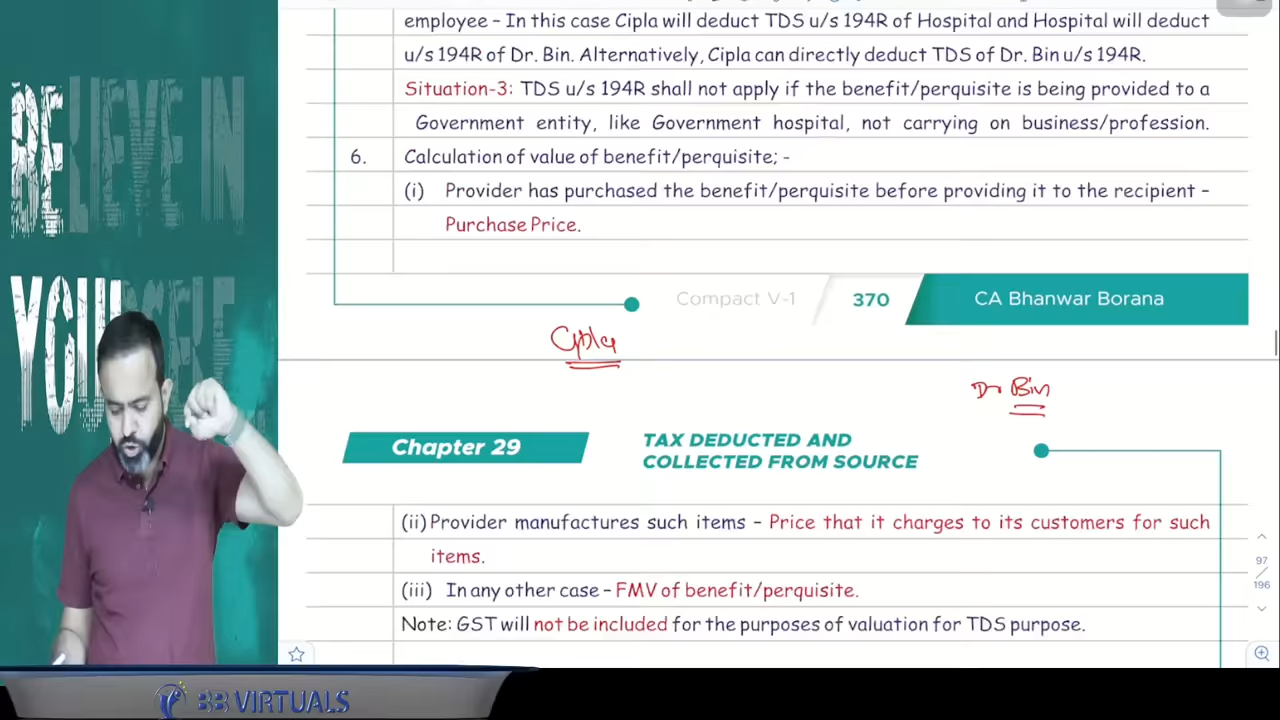 employee – In this case Cipla will deduct TDS u/s 194R of Hospital and Hospital will deduct
u/s 194R of Dr. Bin. Alternatively, Cipla can directly deduct TDS of Dr. Bin u/s 194R.
Situation-3: TDS u/s 194R shall not apply if the benefit/perquisite is being provided to a
Government entity, like Government hospital, not carrying on business/profession.
6. Calculation of value of benefit/perquisite; -
(i) Provider has purchased the benefit/perquisite before providing it to the recipient –
Purchase Price.
Compact V-1 370 CA Bhanwar Borana
Cipla
Dr Bin
Chapter 29
TAX DEDUCTED AND
COLLECTED FROM SOURCE
(ii) Provider manufactures such items – Price that it charges to its customers for such
items.
(iii) In any other case – FMV of benefit/perquisite.
Note: GST will not be included for the purposes of valuation for TDS purpose.
97
/
196
BELIEVE IN
YOURSELF
BB VIRTUALS